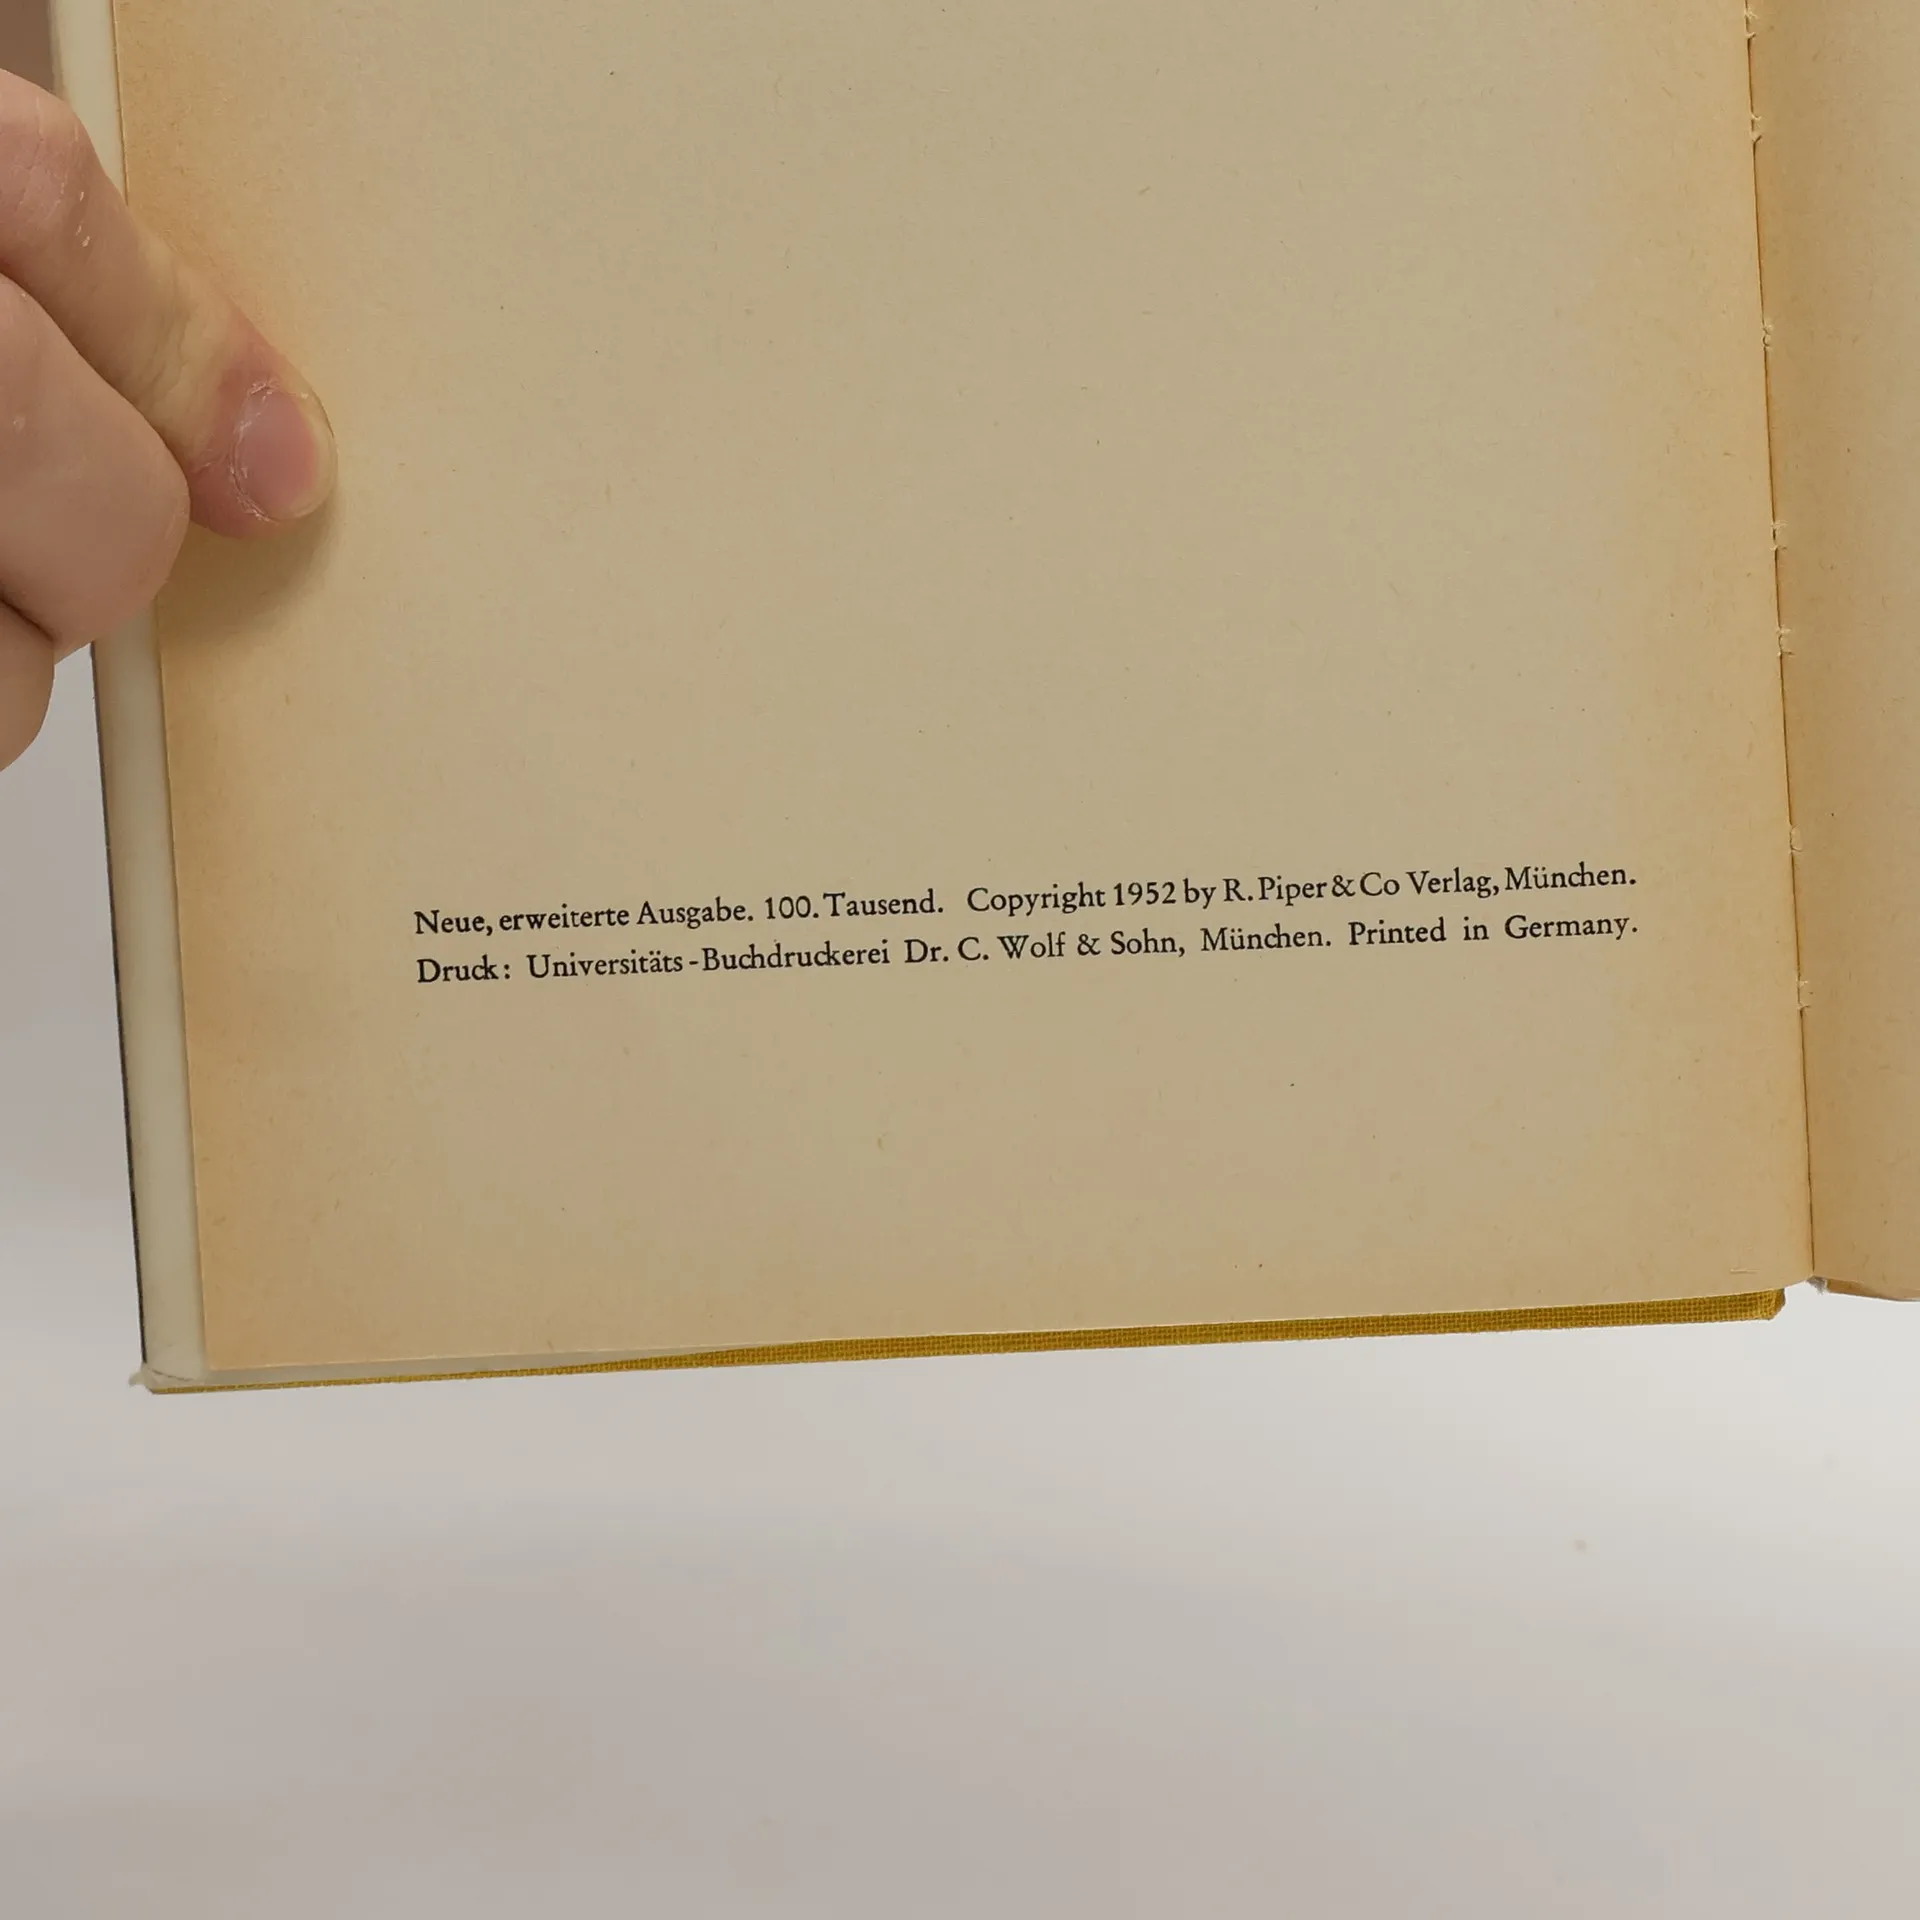 Neue, erweiterte Ausgabe. 100. Tausend. Copyright 1952 by R. Piper & Co Verlag, München.
Druck: Universitäts-Buchdruckerei Dr. C. Wolf & Sohn, München. Printed in Germany.